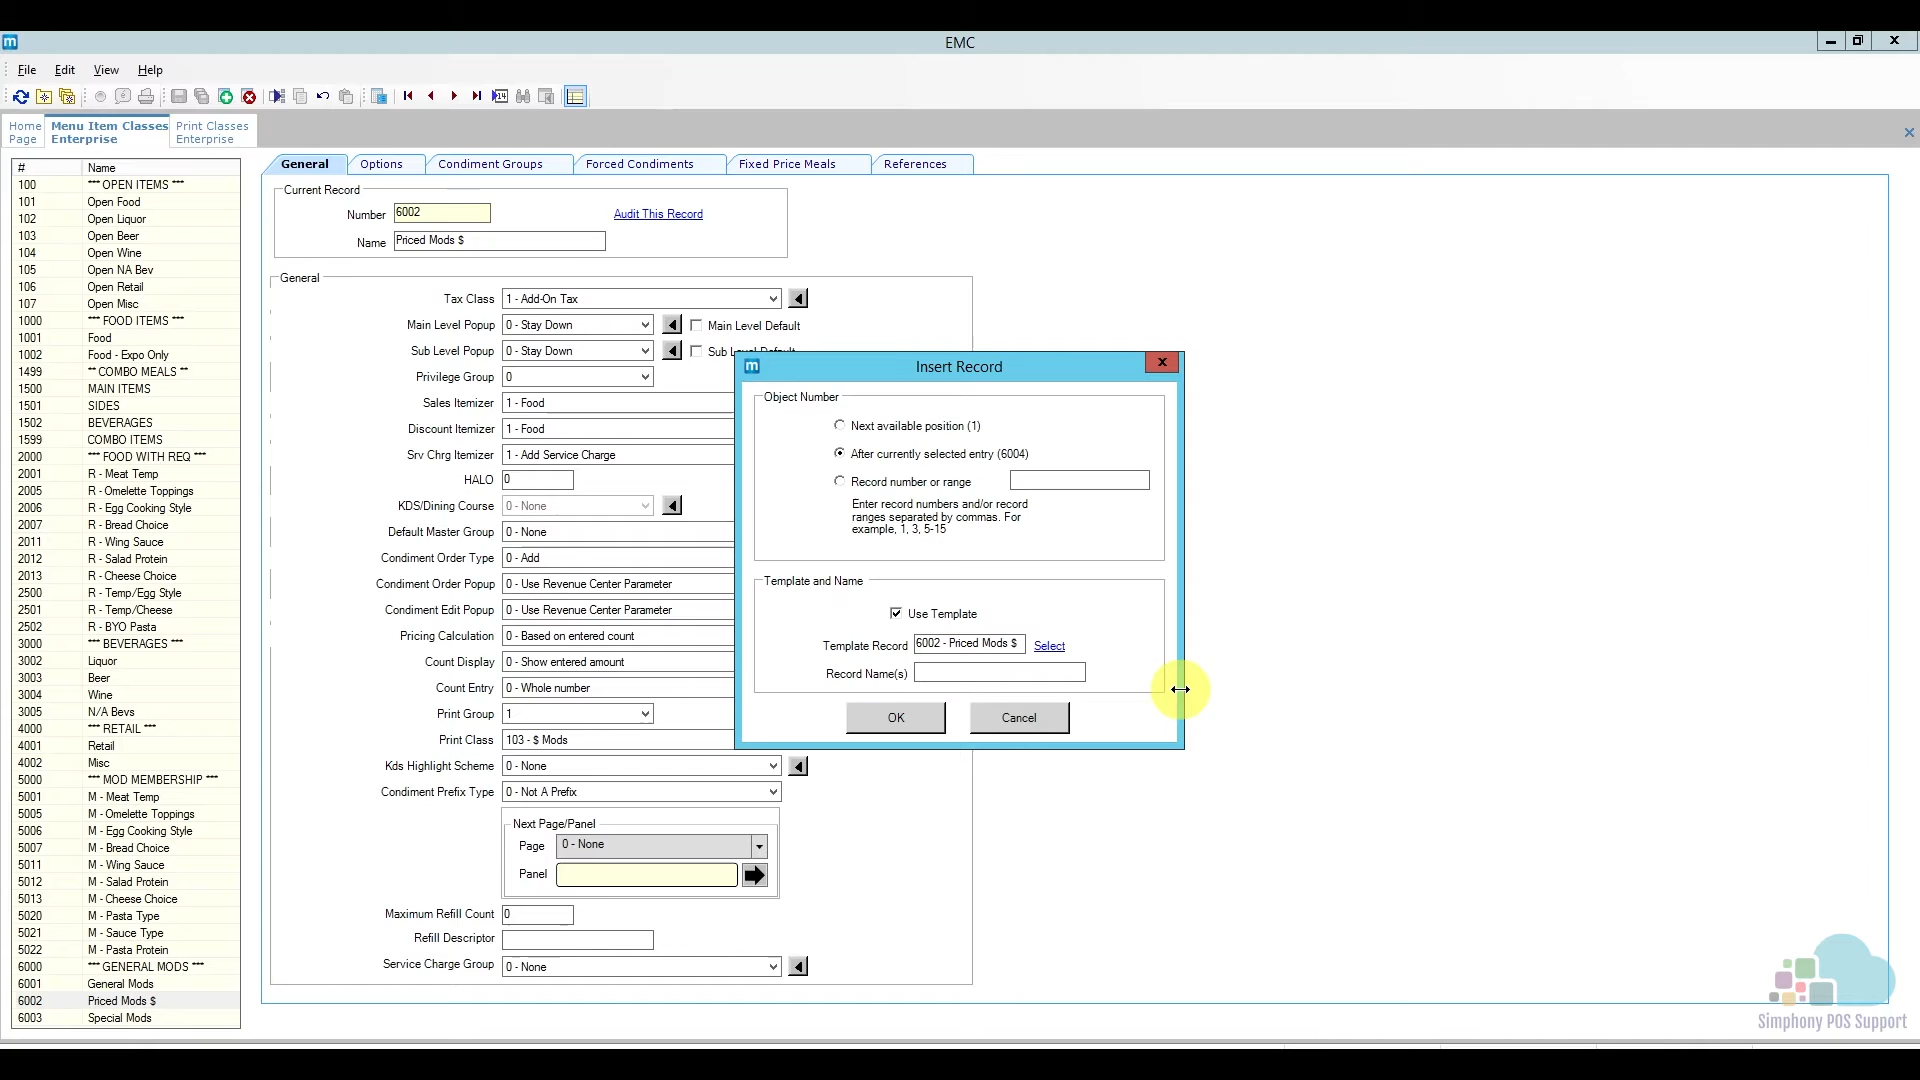 EMC
File Edit View Help
Home Page
Menu Item Classes Enterprise
Print Classes Enterprise
# Name
100 *** OPEN ITEMS ***
101 Open Food
102 Open Liquor
103 Open Beer
104 Open Wine
105 Open NA Bev
106 Open Retail
107 Open Misc
1000 *** FOOD ITEMS ***
1001 Food
1002 Food - Expo Only
1499 ** COMBO MEALS **
1500 MAIN ITEMS
1501 SIDES
1502 BEVERAGES
1599 COMBO ITEMS
2000 *** FOOD WITH REQ ***
2001 R - Meat Temp
2005 R - Omelette Toppings
2006 R - Egg Cooking Style
2007 R - Bread Choice
2011 R - Wing Sauce
2012 R - Salad Protein
2013 R - Cheese Choice
2500 R - Temp/Egg Style
2501 R - Temp/Cheese
2502 R - BYO Pasta
3000 *** BEVERAGES ***
3002 Liquor
3003 Beer
3004 Wine
3005 N/A Bevs
4000 *** RETAIL ***
4001 Retail
4002 Misc
5000 *** MOD MEMBERSHIP ***
5001 M - Meat Temp
5005 M - Omelette Toppings
5006 M - Egg Cooking Style
5007 M - Bread Choice
5011 M - Wing Sauce
5012 M - Salad Protein
5013 M - Cheese Choice
5020 M - Pasta Type
5021 M - Sauce Type
5022 M - Pasta Protein
6000 *** GENERAL MODS ***
6001 General Mods
6002 Priced Mods $
6003 Special Mods
General Options Condiment Groups Forced Condiments Fixed Price Meals References
Current Record
Number 6002 Audit This Record
Name Priced Mods $
General
Tax Class 1 - Add-On Tax
Main Level Popup 0 - Stay Down Main Level Default
Sub Level Popup 0 - Stay Down Sub Level Default
Privilege Group 0
Sales Itemizer 1 - Food
Discount Itemizer 1 - Food
Srv Chrg Itemizer 1 - Add Service Charge
HALO 0
KDS/Dining Course 0 - None
Default Master Group 0 - None
Condiment Order Type 0 - Add
Condiment Order Popup 0 - Use Revenue Center Parameter
Condiment Edit Popup 0 - Use Revenue Center Parameter
Pricing Calculation 0 - Based on entered count
Count Display 0 - Show entered amount
Count Entry 0 - Whole number
Print Group 1
Print Class 103 - $ Mods
Kds Highlight Scheme 0 - None
Condiment Prefix Type 0 - Not A Prefix
Next Page/Panel
Page 0 - None
Panel
Maximum Refill Count 0
Refill Descriptor
Service Charge Group 0 - None
Insert Record
Object Number
Next available position (1)
After currently selected entry (6004)
Record number or range
Enter record numbers and/or record
ranges separated by commas. For
example, 1, 3, 5-15
Template and Name
Use Template
Template Record 6002 - Priced Mods $ Select
Record Name(s)
OK Cancel
Simphony POS Support